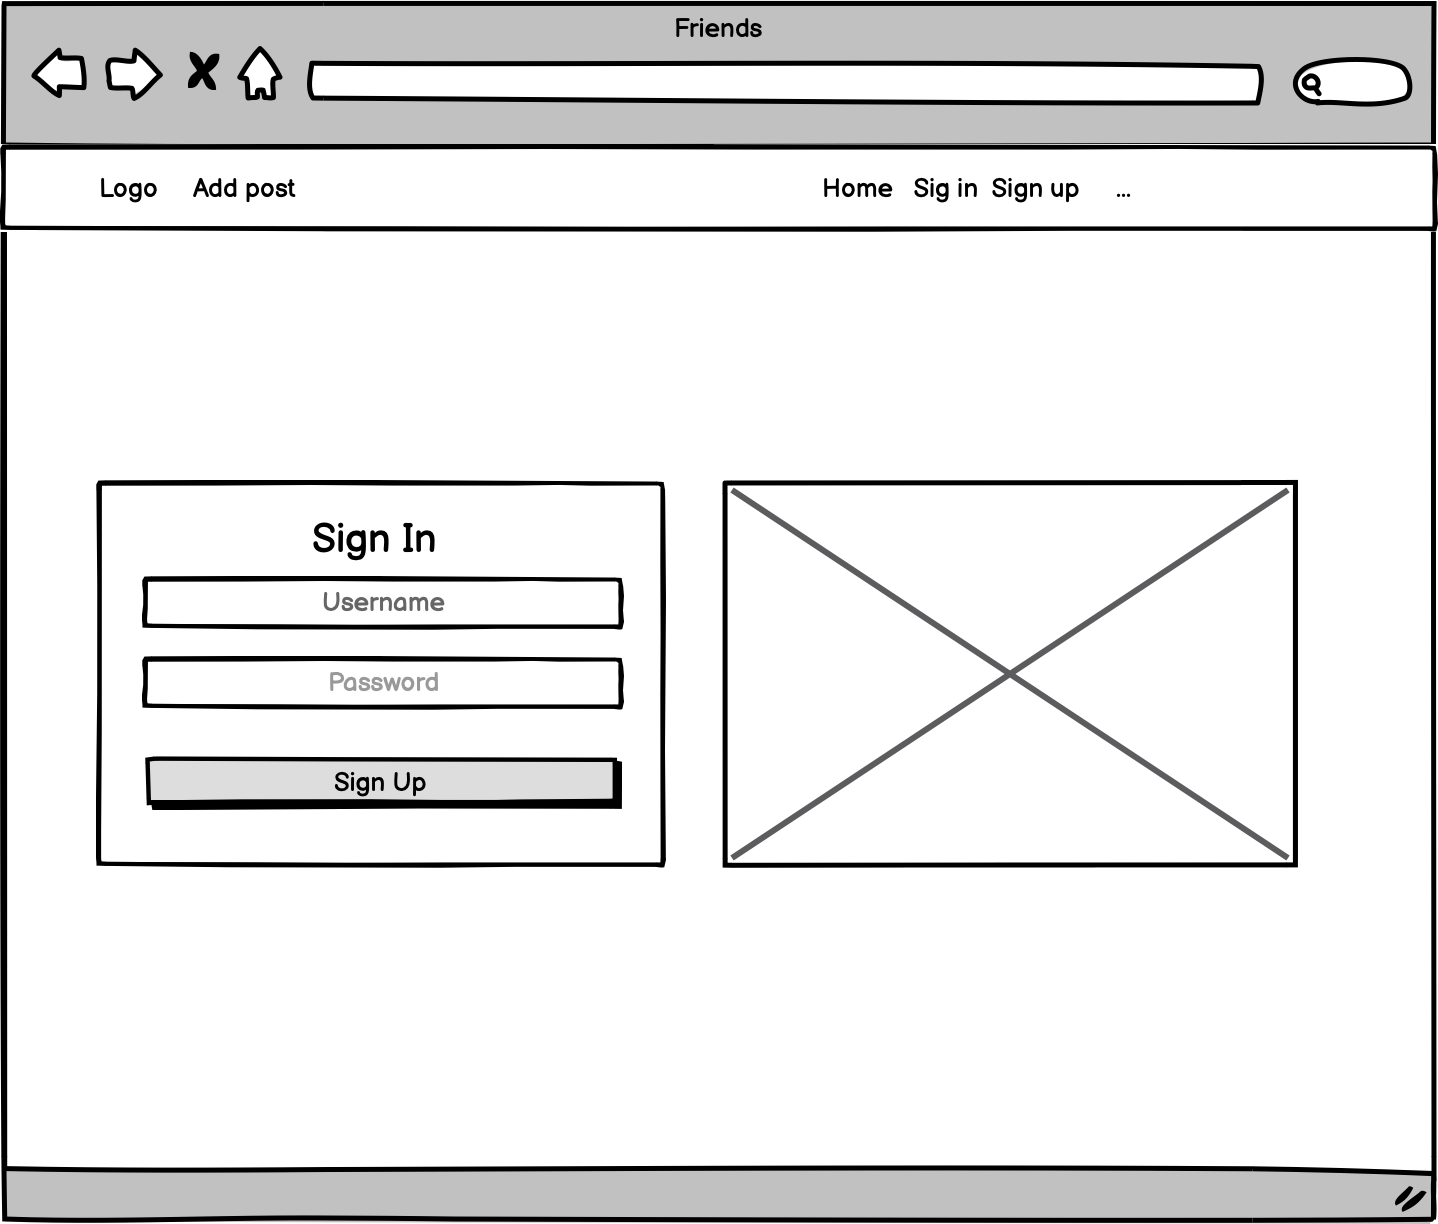 Friends
Logo Add post Home Sig in Sign up ...
Sign In
Username
Password
Sign Up